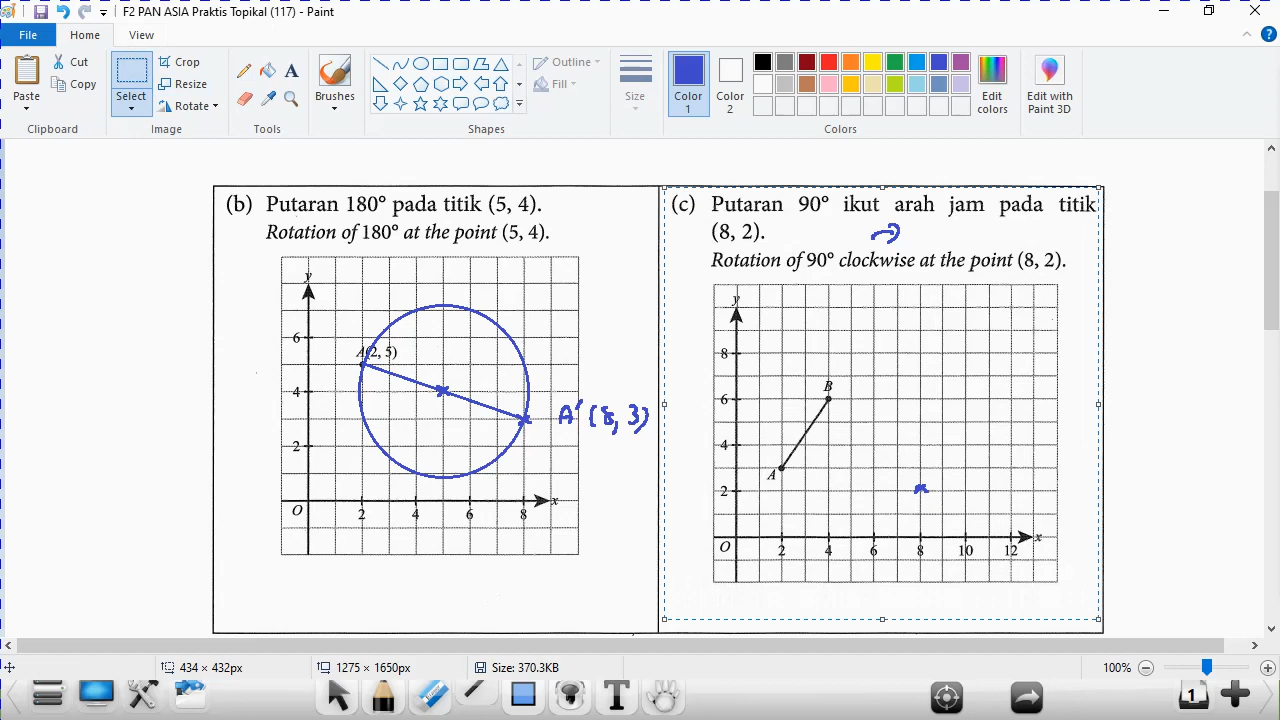 F2 PAN ASIA Praktis Topikal (117) - Paint
File Home View
Paste
Cut
Copy
Clipboard
Select
Crop
Resize
Rotate
Image
A
Tools
Brushes
Shapes
Outline
Fill
Size
Color 1
Color 2
Edit colors
Colors
Edit with Paint 3D
(b) Putaran 180° pada titik (5, 4).
Rotation of 180° at the point (5, 4).
y
6
A(2, 5)
4
A' (8, 3)
2
O 2 4 6 8 x
(c) Putaran 90° ikut arah jam pada titik
(8, 2).
Rotation of 90° clockwise at the point (8, 2).
y
8
B
6
4
A
2
O 2 4 6 8 10 12 x
434 × 432px
1275 × 1650px
Size: 370.3KB
100%
T
1